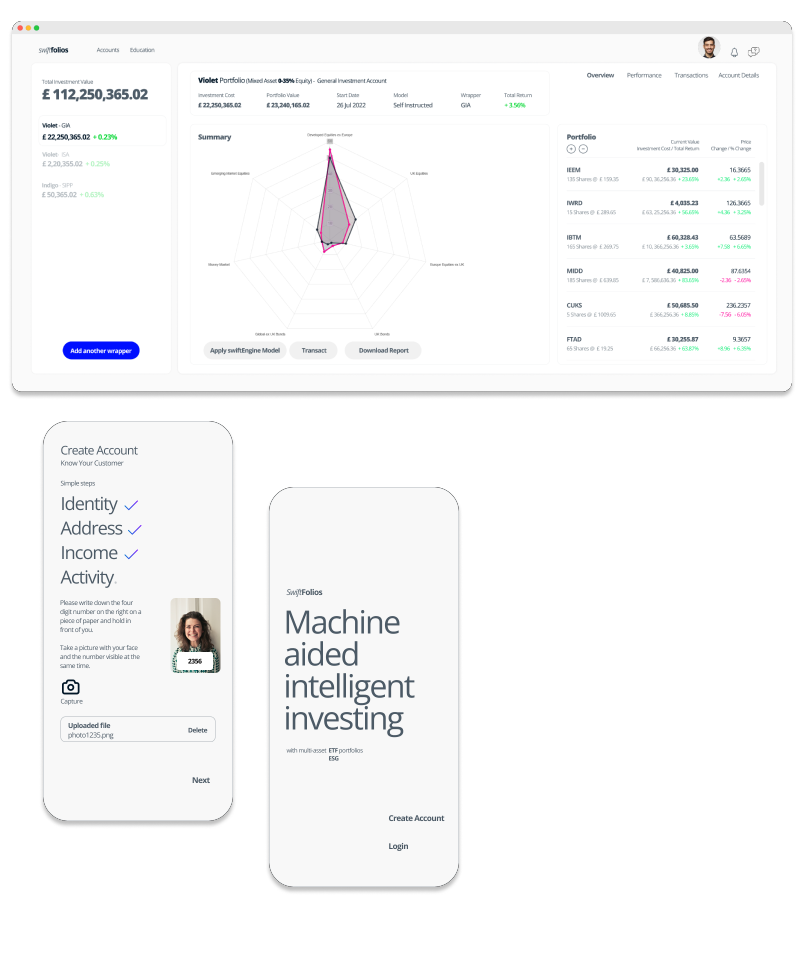 swiftfolios
Accounts
Education
Total Investment Value
£ 112,250,365.02
Violet - GIA
£ 22,250,365.02 + 0.23%
Violet - ISA
£ 2,20,355.02 + 0.25%
Indigo - SIPP
£ 50,365.02 + 0.63%
Add another wrapper
Violet Portfolio (Mixed Asset 0-35% Equity) - General Investment Account
Investment Cost
Portfolio Value
Start Date
Model
Wrapper
Total Return
£ 22,250,365.02
£ 23,240,165.02
26 Jul 2022
Self Instructed
GIA
+ 3.56%
Summary
Developed Equities ex Europe
Emerging Market Equities
UK Equities
Money Market
Europe Equities ex UK
Global ex UK Bonds
UK Bonds
Apply swiftEngine Model
Transact
Download Report
Overview
Performance
Transactions
Account Details
Portfolio
Current Value
Investment Cost / Total Return
Price
Change / % Change
IEEM
£ 30,325.00
16,3665
135 Shares @ £ 159,35
£ 90, 36,256.36 + 23,65%
+2.36 + 2.65%
IWRD
£ 4,035.23
126,3665
15 Shares @ £ 289,65
£ 63, 25,256.36 + 56,65%
+4.36 + 3.25%
IBTM
£ 60,328.43
63,5689
165 Shares @ £ 369,75
£ 10, 366,256.36 + 3,65%
+7.58 + 6.65%
MIDD
£ 40,825.00
87.6354
185 Shares @ £ 639,85
£ 7, 586,636.36 + 93,65%
-2.36 - 2.65%
CUKS
£ 50,685.50
236,2357
5 Shares @ £ 1009,65
£ 366,256.36 + 8,85%
-7.56 - 6.05%
FTAD
£ 30,255.87
9.3657
65 Shares @ £ 19,25
£ 66,256.36 + 63,87%
+8.96 + 6.35%
Create Account
Know Your Customer
Simple steps
Identity
Address
Income
Activity.
Please write down the four
digit number on the right on a
piece of paper and hold in
front of you.
Take a picture with your face
and the number visible at the
same time.
2356
Capture
Uploaded file
photo1235.png
Delete
Next
SwiftFolios
Machine
aided
intelligent
investing
with multi-asset ETF portfolios
ESG
Create Account
Login